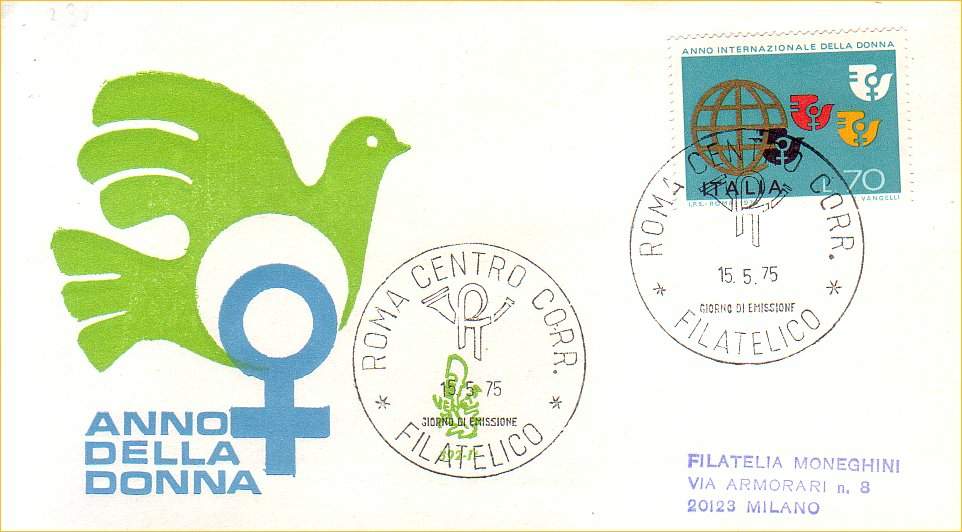 ANNO INTERNAZIONALE DELLA DONNA
ITALIA
L. 70
VANGELLI
ROMA CENTRO CORR.
15.5.75
GIORNO DI EMISSIONE
FILATELICO
ROMA CENTRO CORR.
15.5.75
GIORNO DI EMISSIONE
FILATELICO
ANNO
DELLA
DONNA
FILATELIA MONEGHINI
VIA ARMORARI n. 8
20123 MILANO